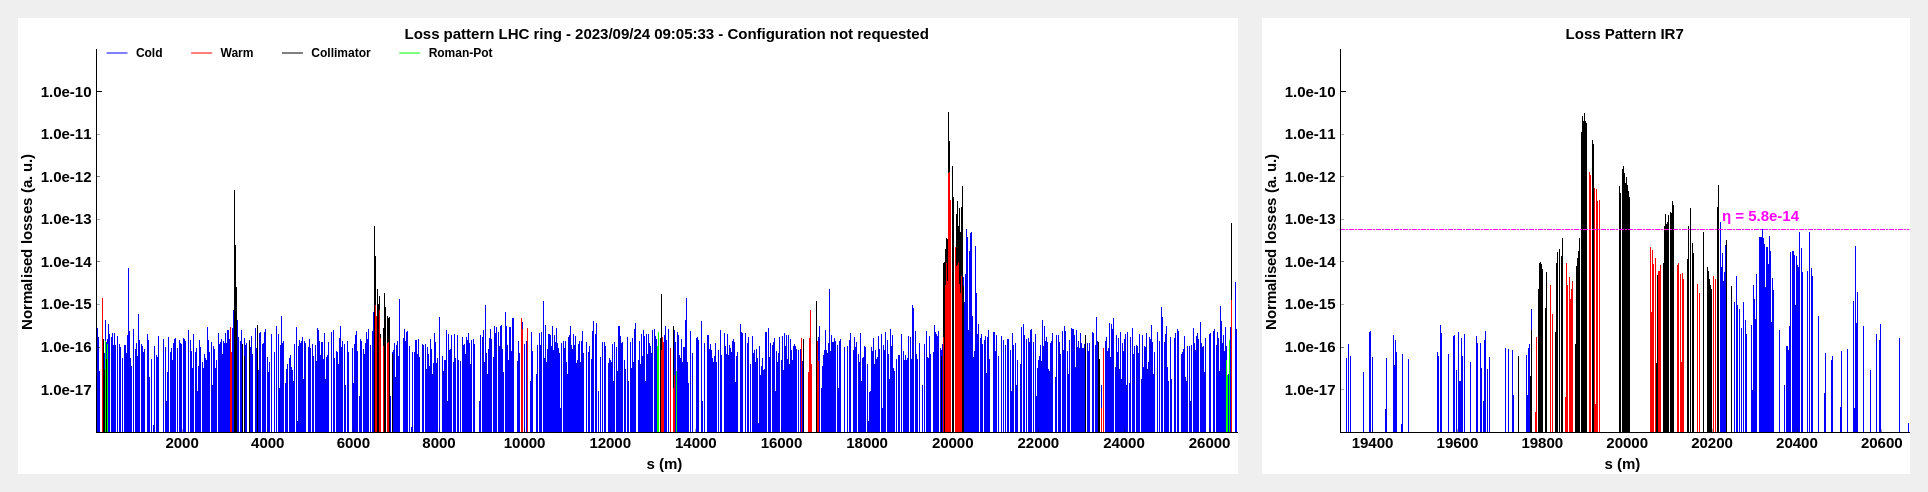 Loss pattern LHC ring - 2023/09/24 09:05:33 - Configuration not requested
Cold Warm Collimator Roman-Pot
Normalised losses (a. u.)
1.0e-10
1.0e-11
1.0e-12
1.0e-13
1.0e-14
1.0e-15
1.0e-16
1.0e-17
2000 4000 6000 8000 10000 12000 14000 16000 18000 20000 22000 24000 26000
s (m)
Loss Pattern IR7
Normalised losses (a. u.)
1.0e-10
1.0e-11
1.0e-12
1.0e-13
1.0e-14
1.0e-15
1.0e-16
1.0e-17
η = 5.8e-14
19400 19600 19800 20000 20200 20400 20600
s (m)